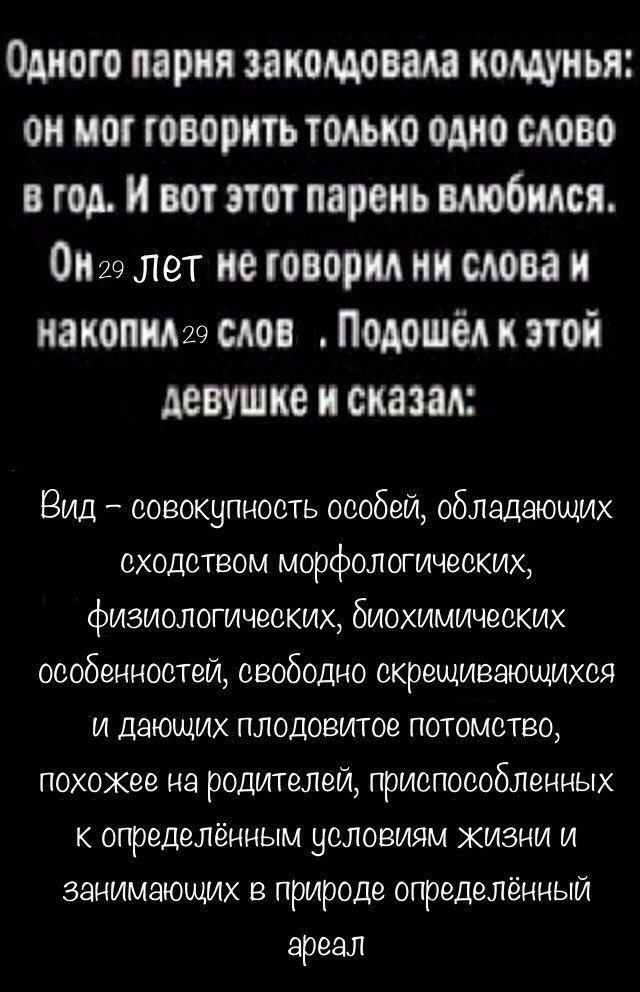 Одного парня заколдовала колдунья:
он мог говорить только одно слово
в год. И вот этот парень влюбился.
Он 29 лет не говорил ни слова и
накопил 29 слов . Подошёл к этой
девушке и сказал:
Вид – совокупность особей, обладающих
сходством морфологических,
физиологических, биохимических
особенностей, свободно скрещивающихся
и дающих плодовитое потомство,
похожее на родителей, приспособленных
к определённым условиям жизни и
занимающих в природе определённый
ареал